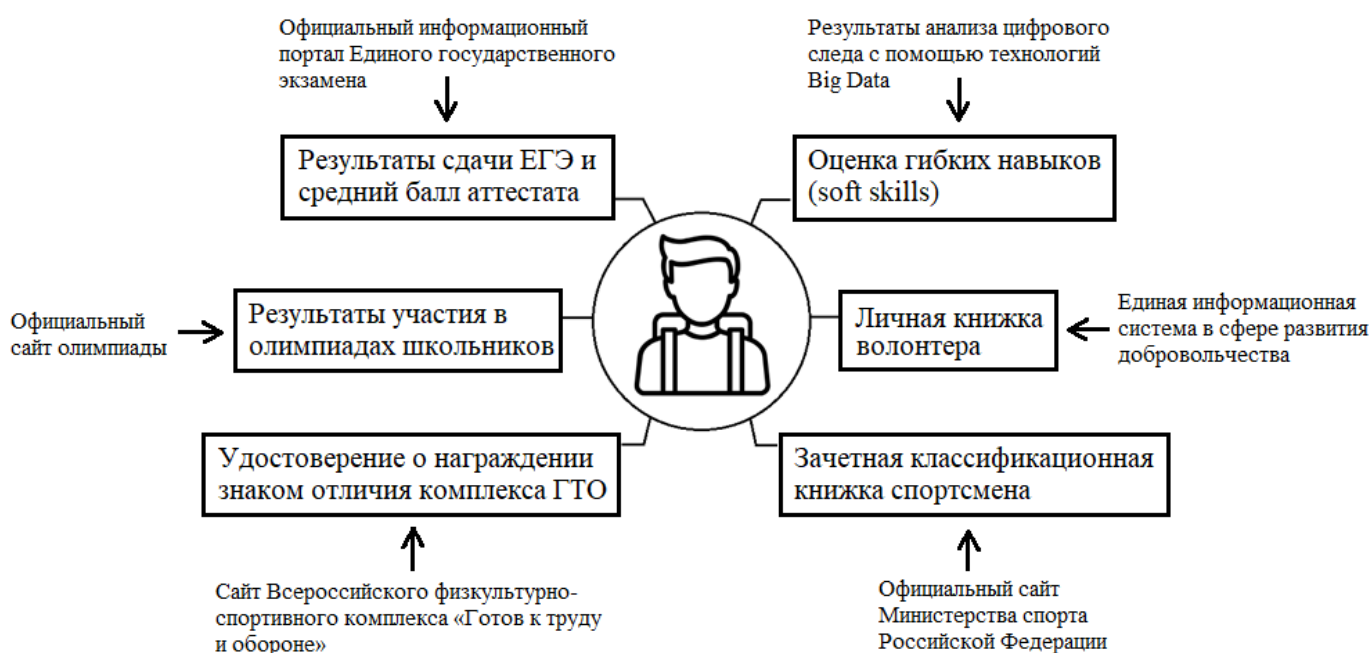 Официальный информационный
портал Единого государственного
экзамена
Результаты анализа цифрового
следа с помощью технологий
Big Data
Результаты сдачи ЕГЭ и
средний балл аттестата
Оценка гибких навыков
(soft skills)
Официальный
сайт олимпиады
Результаты участия в
олимпиадах школьников
Личная книжка
волонтера
Единая информационная
система в сфере развития
добровольчества
Удостоверение о награждении
знаком отличия комплекса ГТО
Зачетная классификационная
книжка спортсмена
Сайт Всероссийского физкультурно-
спортивного комплекса «Готов к труду
и обороне»
Официальный сайт
Министерства спорта
Российской Федерации